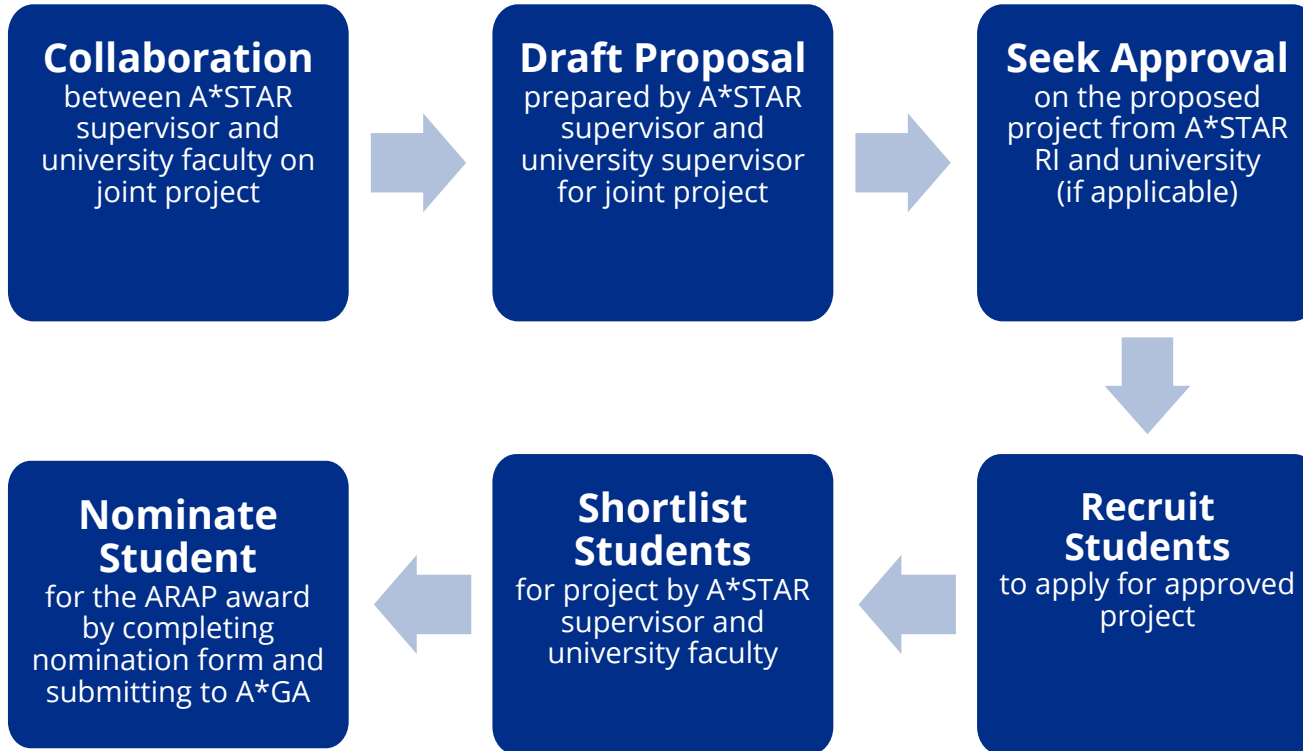 Collaboration
between A*STAR
supervisor and
university faculty on
joint project
Draft Proposal
prepared by A*STAR
supervisor and
university supervisor
for joint project
Seek Approval
on the proposed
project from A*STAR
RI and university
(if applicable)
Recruit
Students
to apply for approved
project
Shortlist
Students
for project by A*STAR
supervisor and
university faculty
Nominate
Student
for the ARAP award
by completing
nomination form and
submitting to A*GA